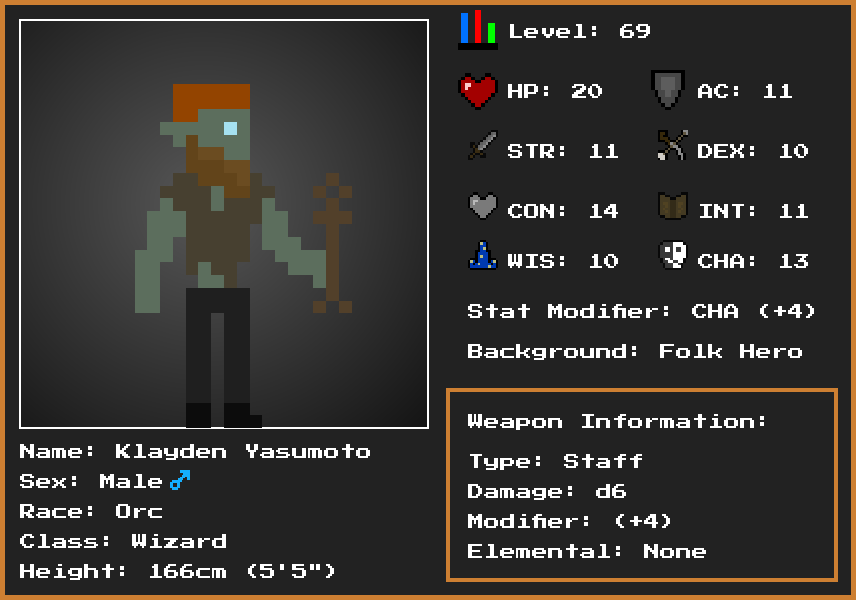 Level: 69
HP: 20 AC: 11
STR: 11 DEX: 10
CON: 14 INT: 11
WIS: 10 CHA: 13
Stat Modifier: CHA (+4)
Background: Folk Hero
Weapon Information:
Type: Staff
Damage: d6
Modifier: (+4)
Elemental: None
Name: Klayden Yasumoto
Sex: Male♂
Race: Orc
Class: Wizard
Height: 166cm (5'5")